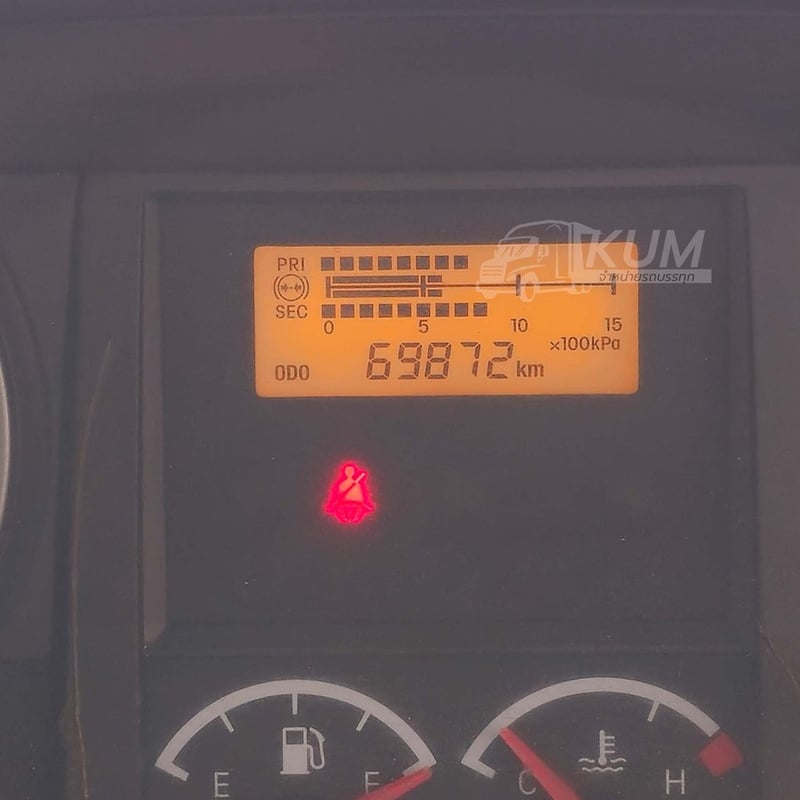 PRI
KUM
จำหน่ายรถบรรทุก
SEC
0 5 10 15
×100kPa
ODO 69872 km
E F
C H